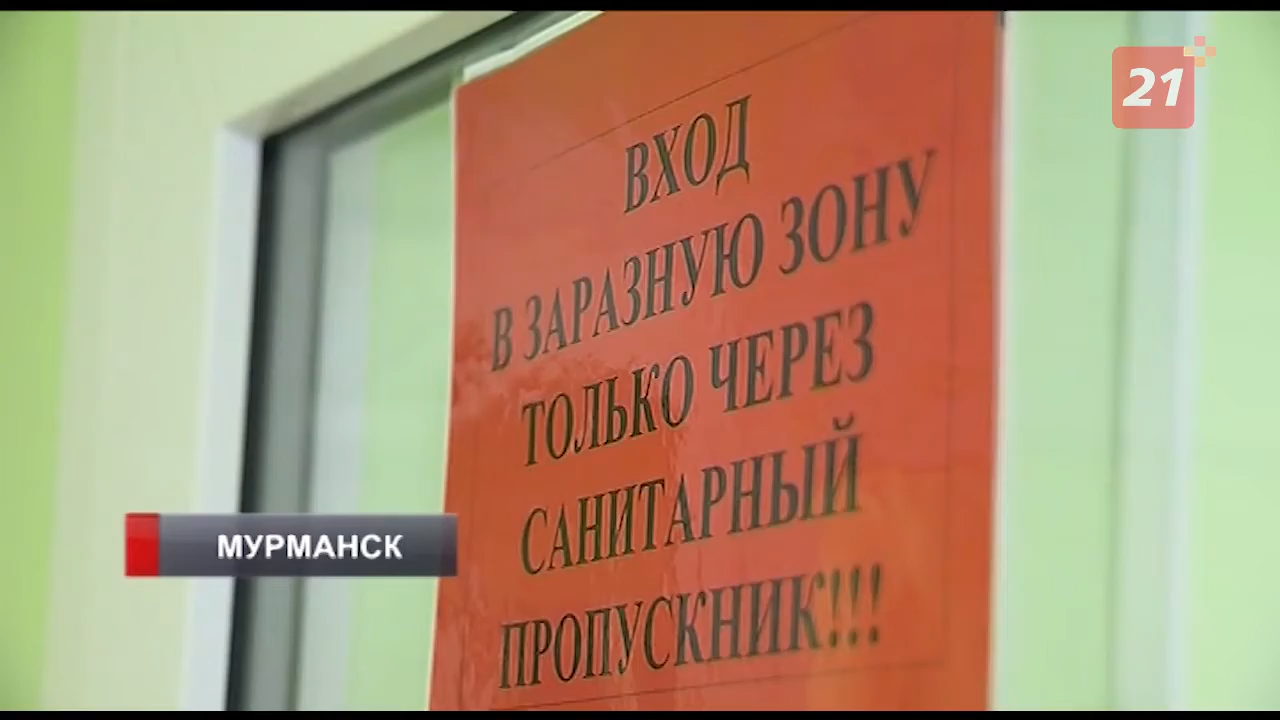 21
ВХОД
В ЗАРАЗНУЮ ЗОНУ
ТОЛЬКО ЧЕРЕЗ
САНИТАРНЫЙ
ПРОПУСКНИК!!!
МУРМАНСК